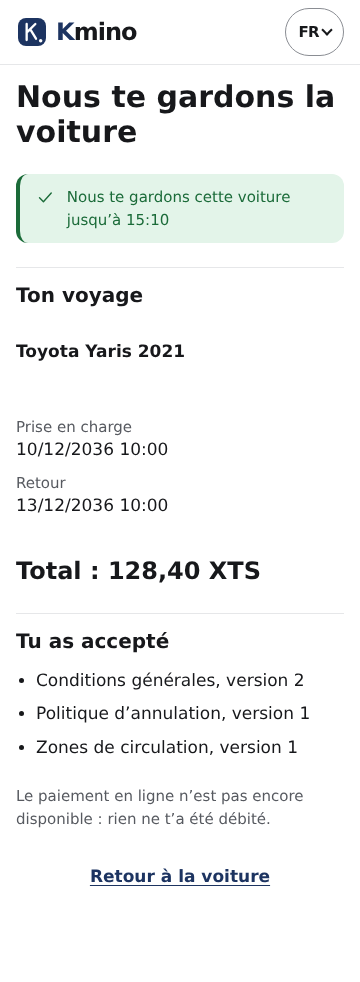 K. Kmino
FR
Nous te gardons la
voiture
Nous te gardons cette voiture
jusqu’à 15:10
Ton voyage
Toyota Yaris 2021
Prise en charge
10/12/2036 10:00
Retour
13/12/2036 10:00
Total : 128,40 XTS
Tu as accepté
• Conditions générales, version 2
• Politique d’annulation, version 1
• Zones de circulation, version 1
Le paiement en ligne n’est pas encore
disponible : rien ne t’a été débité.
Retour à la voiture